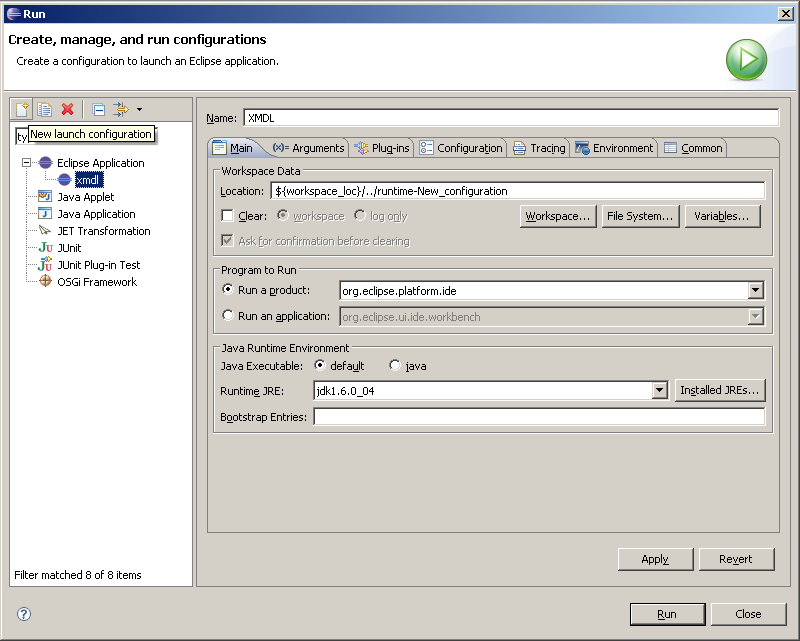 Run
Create, manage, and run configurations
Create a configuration to launch an Eclipse application.
New launch configuration
ty
Eclipse Application
xmdl
Java Applet
Java Application
JET Transformation
JUnit
JUnit Plug-in Test
OSGi Framework
Filter matched 8 of 8 items
Name: XMDL
Main (x)= Arguments Plug-ins Configuration Tracing Environment Common
Workspace Data
Location: ${workspace_loc}/../runtime-New_configuration
Clear: workspace log only Workspace... File System... Variables...
Ask for confirmation before clearing
Program to Run
Run a product: org.eclipse.platform.ide
Run an application: org.eclipse.ui.ide.workbench
Java Runtime Environment
Java Executable: default java
Runtime JRE: jdk1.6.0_04 Installed JREs...
Bootstrap Entries:
Apply Revert
Run Close